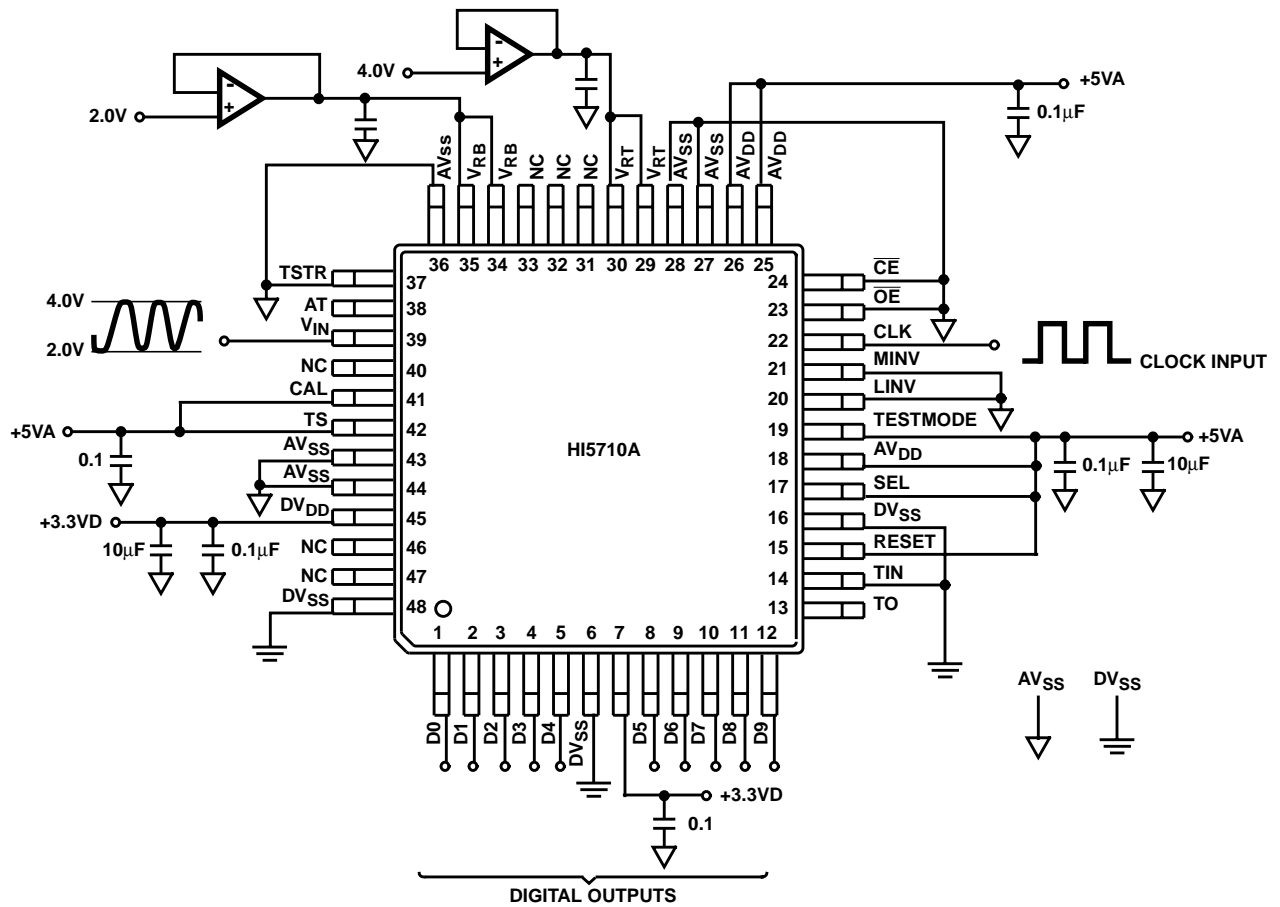 4.0V
2.0V
+5VA
0.1μF
AVss
VRB
VRB
NC
NC
NC
VRT
VRT
AVSS
AVSS
AVDD
AVDD
36 35 34 33 32 31 30 29 28 27 26 25
TSTR 37
AT 38
VIN 39
NC 40
CAL 41
TS 42
AVSS 43
AVSS 44
DVDD 45
NC 46
NC 47
DVSS 48
4.0V
2.0V
+5VA
0.1
+3.3VD
10μF
0.1μF
HI5710A
24 CE
23 OE
22 CLK
21 MINV
20 LINV
19 TESTMODE
18 AVDD
17 SEL
16 DVSS
15 RESET
14 TIN
13 TO
CLOCK INPUT
+5VA
0.1μF
10μF
1 2 3 4 5 6 7 8 9 10 11 12
D0
D1
D2
D3
D4
DVSS
D5
D6
D7
D8
D9
+3.3VD
0.1
AVSS
DVSS
DIGITAL OUTPUTS